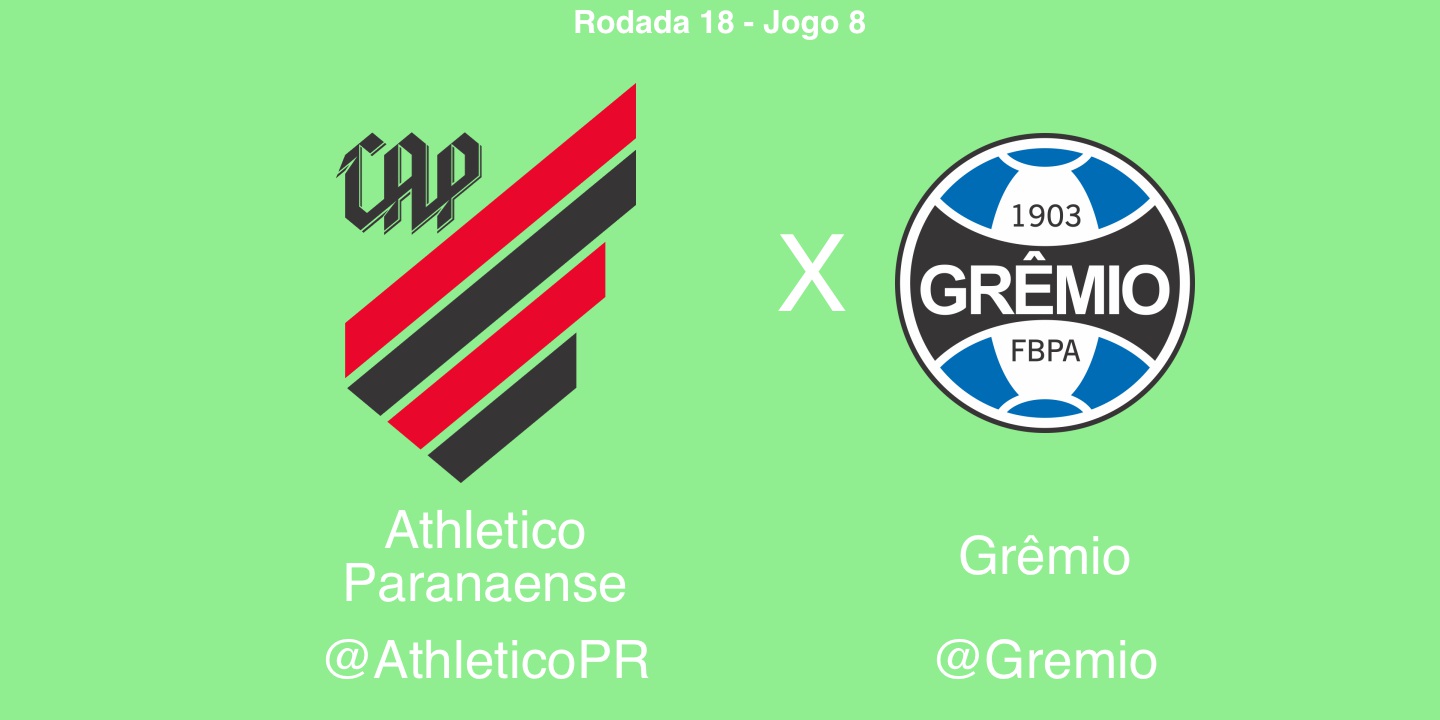 Rodada 18 - Jogo 8
CAP
X
1903
GRÊMIO
FBPA
Athletico
Paranaense
Grêmio
@AthleticoPR
@Gremio